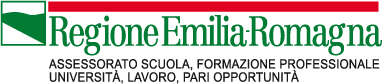 Regione Emilia-Romagna
ASSESSORATO SCUOLA, FORMAZIONE PROFESSIONALE
UNIVERSITÀ, LAVORO, PARI OPPORTUNITÀ